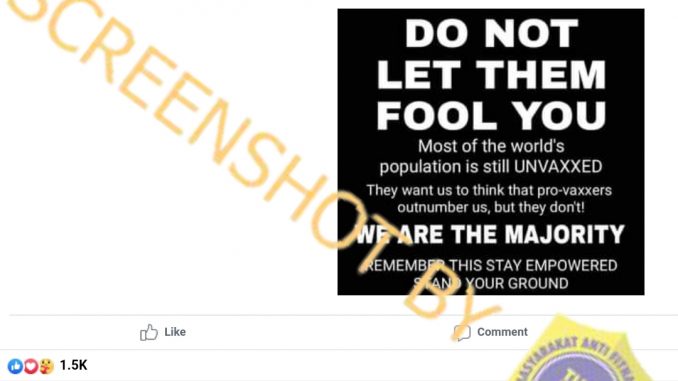 DO NOT
LET THEM
FOOL YOU
Most of the world's
population is still UNVAXXED
They want us to think that pro-vaxxers
outnumber us, but they don't!
WE ARE THE MAJORITY
REMEMBER THIS STAY EMPOWERED
STAND YOUR GROUND
SCREENSHOT BY
Like
Comment
1.5K
MASYARAKAT ANTI